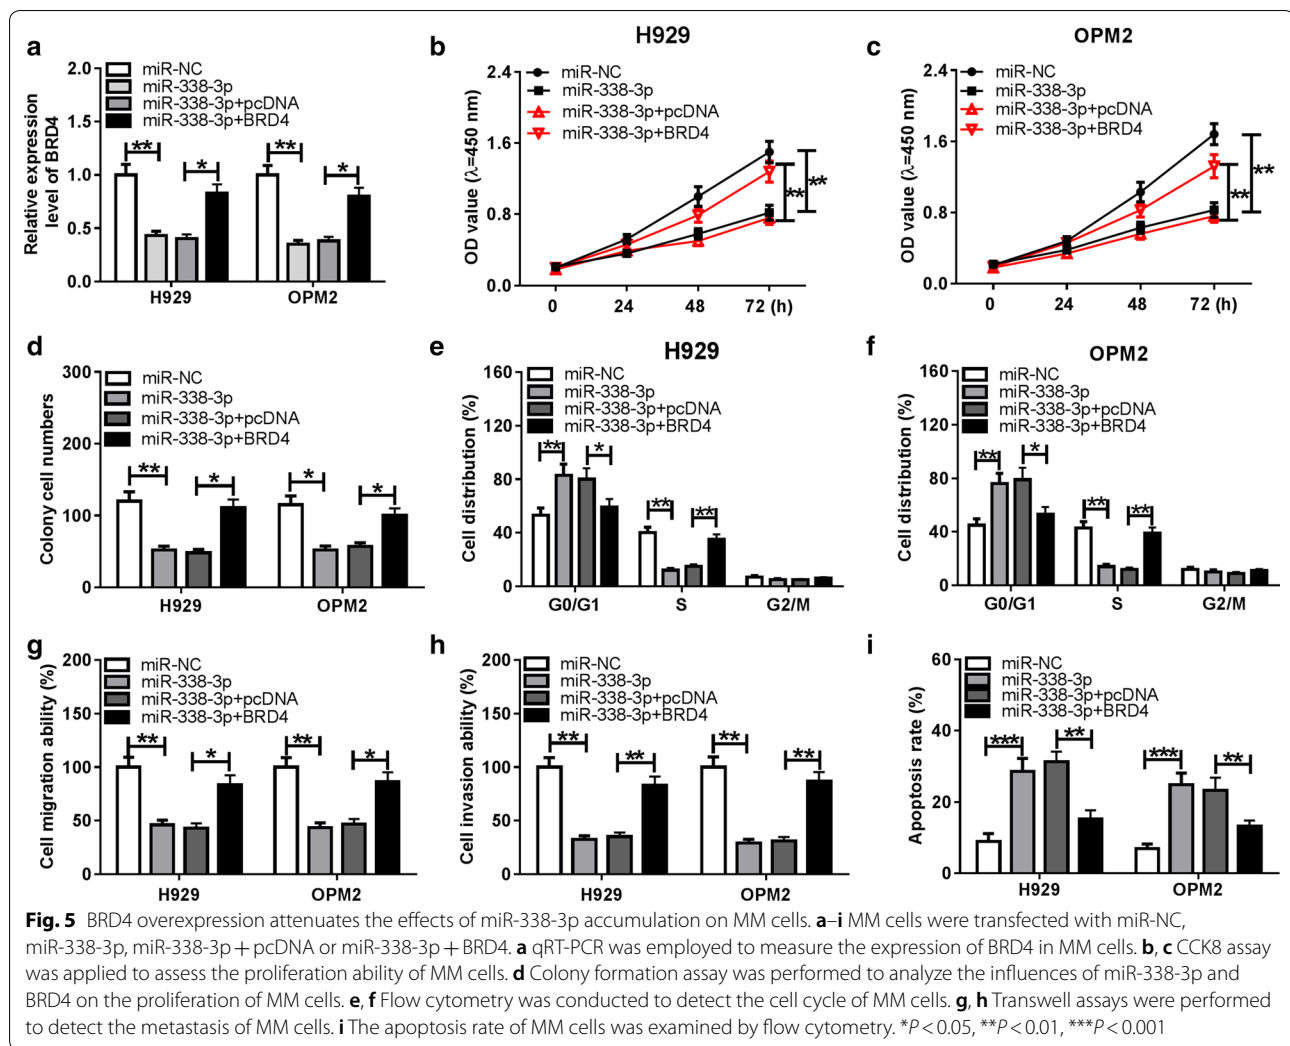 a
2.0
1.5
1.0
0.5
0.0
Relative expression
level of BRD4
miR-NC
miR-338-3p
miR-338-3p+pcDNA
miR-338-3p+BRD4
**
*
**
*
H929
OPM2
b
H929
2.4
1.6
0.8
0.0
OD value (λ=450 nm)
miR-NC
miR-338-3p
miR-338-3p+pcDNA
miR-338-3p+BRD4
**
**
0
24
48
72 (h)
c
OPM2
2.4
1.6
0.8
0.0
OD value (λ=450 nm)
miR-NC
miR-338-3p
miR-338-3p+pcDNA
miR-338-3p+BRD4
**
**
0
24
48
72 (h)
d
300
200
100
0
Colony cell numbers
miR-NC
miR-338-3p
miR-338-3p+pcDNA
miR-338-3p+BRD4
**
*
*
*
H929
OPM2
e
H929
160
120
80
40
0
Cell distribution (%)
miR-NC
miR-338-3p
miR-338-3p+pcDNA
miR-338-3p+BRD4
**
*
**
**
G0/G1
S
G2/M
f
OPM2
160
120
80
40
0
Cell distribution (%)
miR-NC
miR-338-3p
miR-338-3p+pcDNA
miR-338-3p+BRD4
**
*
**
**
G0/G1
S
G2/M
g
200
150
100
50
0
Cell migration ability (%)
miR-NC
miR-338-3p
miR-338-3p+pcDNA
miR-338-3p+BRD4
**
*
**
*
H929
OPM2
h
200
150
100
50
0
Cell invasion ability (%)
miR-NC
miR-338-3p
miR-338-3p+pcDNA
miR-338-3p+BRD4
**
**
**
**
H929
OPM2
i
60
40
20
0
Apoptosis rate (%)
miR-NC
miR-338-3p
miR-338-3p+pcDNA
miR-338-3p+BRD4
***
**
***
**
H929
OPM2
Fig. 5 BRD4 overexpression attenuates the effects of miR-338-3p accumulation on MM cells. a–i MM cells were transfected with miR-NC,
miR-338-3p, miR-338-3p + pcDNA or miR-338-3p + BRD4. a qRT-PCR was employed to measure the expression of BRD4 in MM cells. b, c CCK8 assay
was applied to assess the proliferation ability of MM cells. d Colony formation assay was performed to analyze the influences of miR-338-3p and
BRD4 on the proliferation of MM cells. e, f Flow cytometry was conducted to detect the cell cycle of MM cells. g, h Transwell assays were performed
to detect the metastasis of MM cells. i The apoptosis rate of MM cells was examined by flow cytometry. *P < 0.05, **P < 0.01, ***P < 0.001